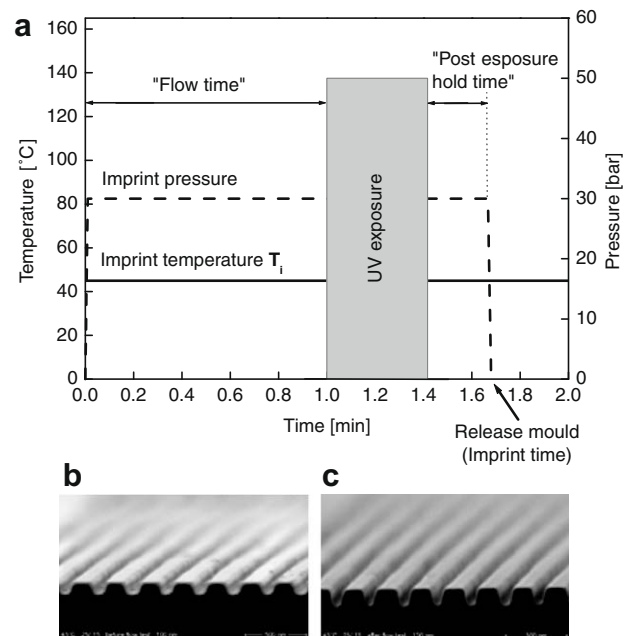 a
"Flow time"
"Post esposure
hold time"
Imprint pressure
Imprint temperature Ti
UV exposure
Temperature [˚C]
160
140
120
100
80
60
40
20
0
Pressure [bar]
60
50
40
30
20
10
0
0.0 0.2 0.4 0.6 0.8 1.0 1.2 1.4 1.6 1.8 2.0
Time [min]
Release mould
(Imprint time)
b
c